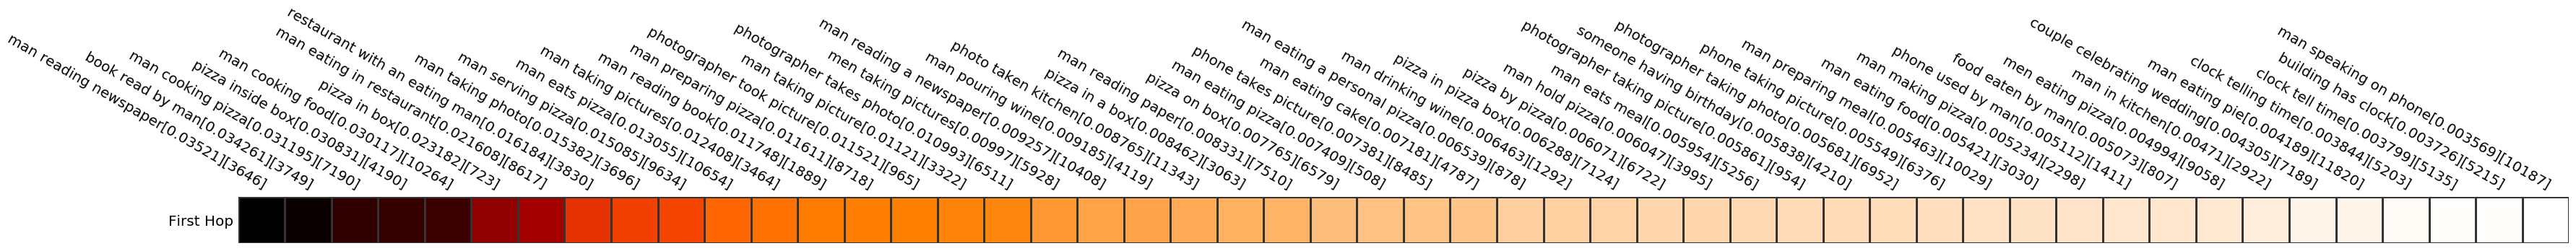 man reading newspaper[0.03521][3646]
book read by man[0.034261][3749]
man cooking pizza[0.031195][7190]
pizza inside box[0.030831][4190]
man cooking food[0.030117][10264]
pizza in box[0.023182][723]
man eating in restaurant[0.021608][8617]
restaurant with an eating man[0.016184][3830]
man taking photo[0.015382][3696]
man serving pizza[0.015085][9634]
man eats pizza[0.013055][10654]
man taking pictures[0.012408][3464]
man reading book[0.011748][1889]
man preparing pizza[0.011611][8718]
photographer took picture[0.011521][965]
man taking picture[0.01121][3322]
photographer takes photo[0.010993][6511]
men taking pictures[0.00997][5928]
man reading a newspaper[0.009257][10408]
man pouring wine[0.009185][4119]
photo taken kitchen[0.008765][11343]
pizza in a box[0.008462][3063]
man reading paper[0.008331][7510]
pizza on box[0.007765][6579]
man eating pizza[0.007409][508]
phone takes picture[0.007381][8485]
man eating cake[0.007181][4787]
man eating a personal pizza[0.006539][878]
man drinking wine[0.006463][1292]
pizza in pizza box[0.006288][7124]
pizza by pizza[0.006071][6722]
man hold pizza[0.006047][3995]
man eats meal[0.005954][5256]
photographer taking picture[0.005861][954]
someone having birthday[0.005838][4210]
photographer taking photo[0.005681][6952]
phone taking picture[0.005549][6376]
man preparing meal[0.005463][10029]
man eating food[0.005421][3030]
man making pizza[0.005234][2298]
phone used by man[0.005112][1411]
food eaten by man[0.005073][807]
men eating pizza[0.004994][9058]
man in kitchen[0.00471][2922]
couple celebrating wedding[0.004305][7189]
man eating pie[0.004189][1820]
clock telling time[0.003844][5203]
clock tell time[0.003799][5135]
building has clock[0.003726][5215]
man speaking on phone[0.003569][10187]
First Hop